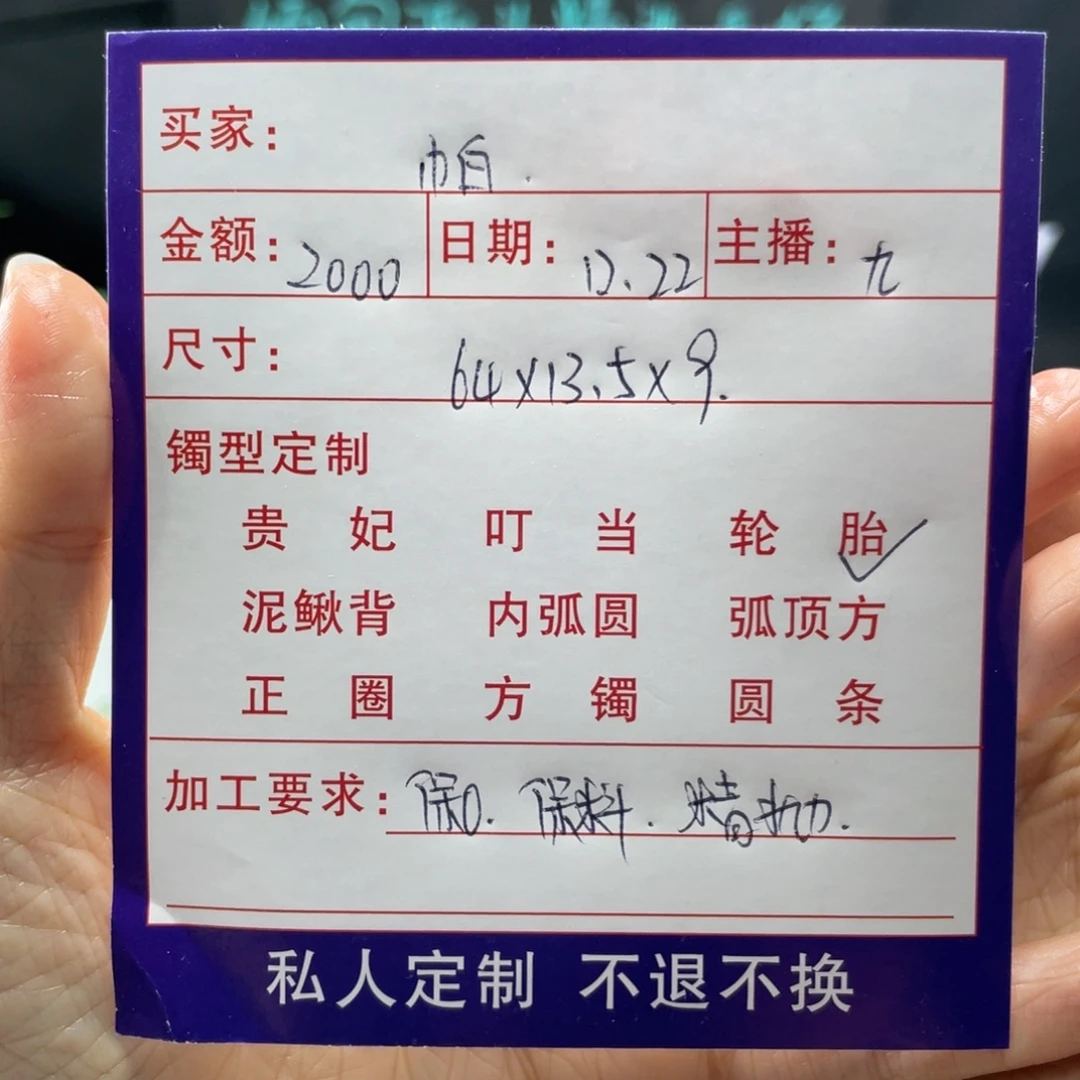 买家：帕.
金额：2000 日期：12.22 主播：九
尺寸：64x13.5x9.
镯型定制
贵妃 叮当 轮胎✓
泥鳅背 内弧圆 弧顶方
正圈 方镯 圆条
加工要求：保口.保料.精抛.
私人定制 不退不换